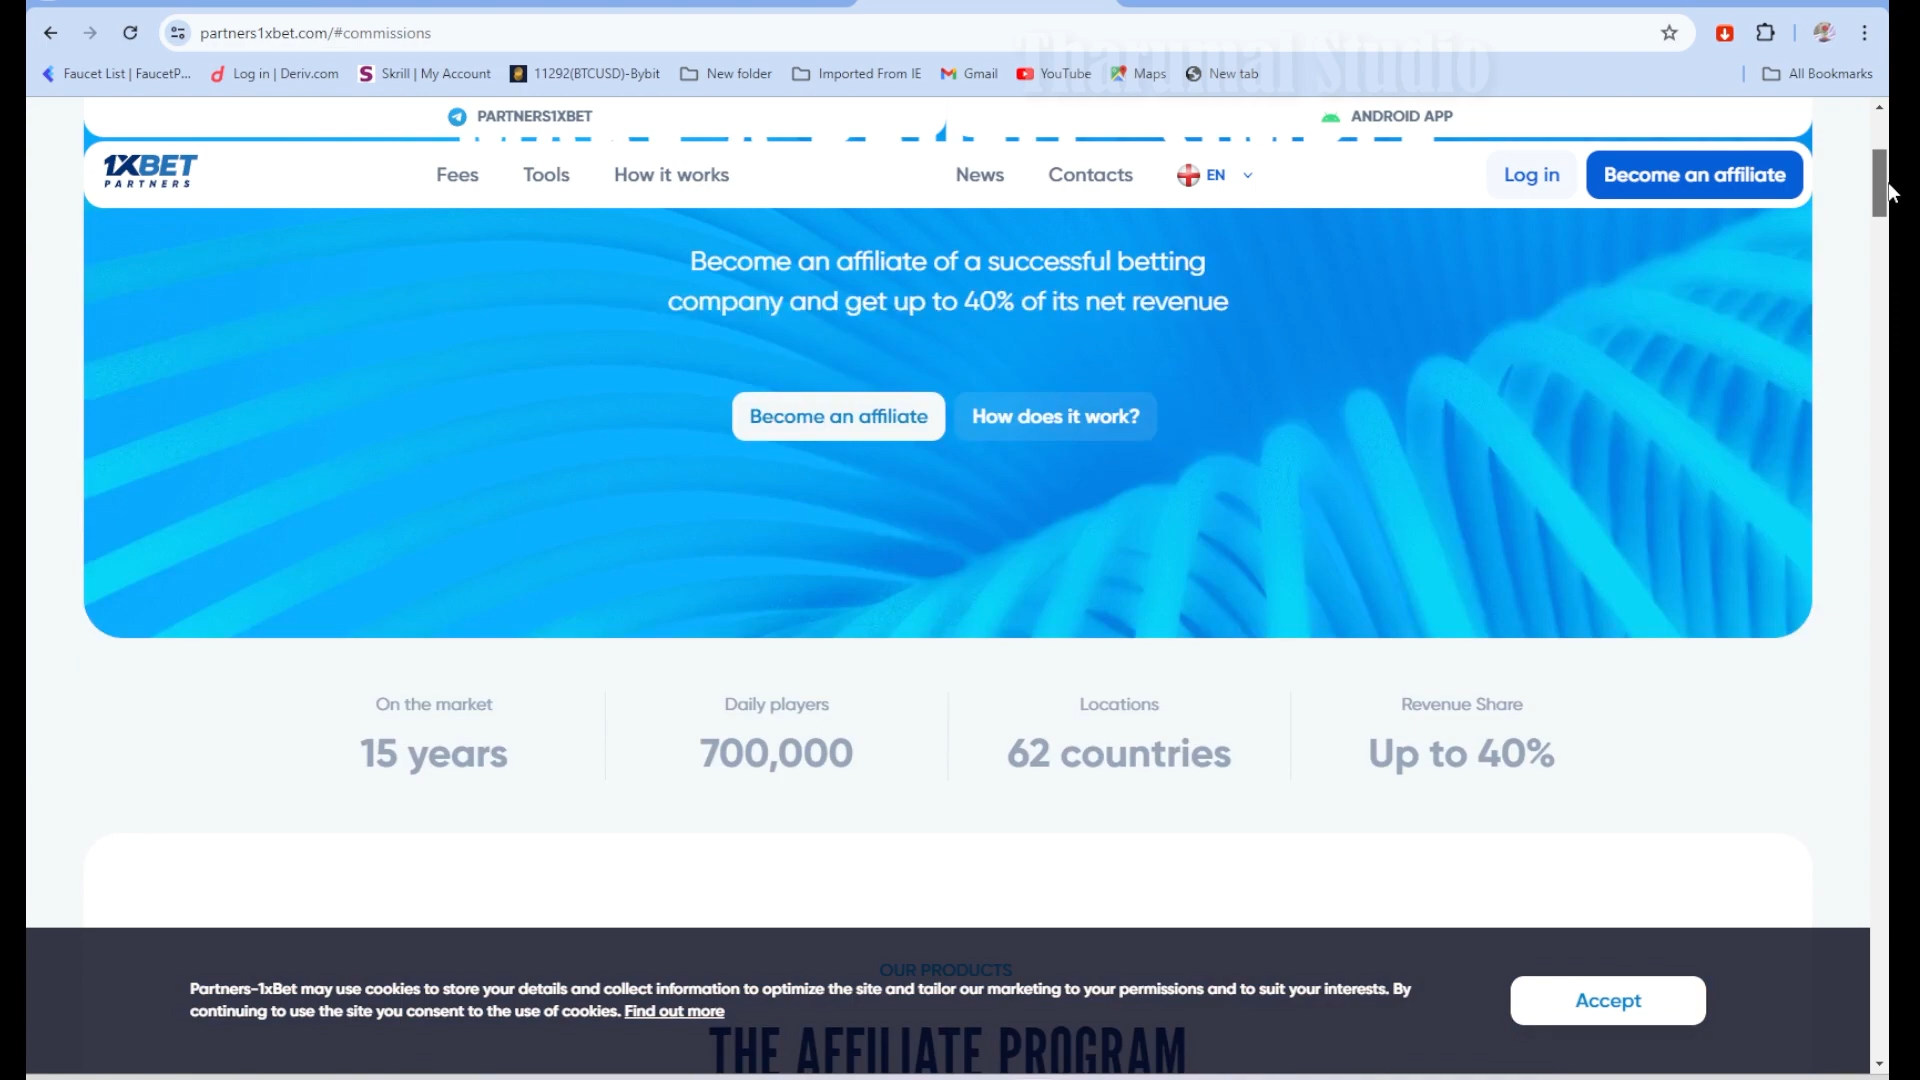 partners1xbet.com/#commissions
Tharumal Studio
Faucet List | FaucetP... Log in | Deriv.com Skrill | My Account 11292(BTCUSD)-Bybit New folder Imported From IE Gmail YouTube Maps New tab All Bookmarks
PARTNERS1XBET ANDROID APP
1XBET
PARTNERS
Fees Tools How it works News Contacts EN Log in Become an affiliate
Become an affiliate of a successful betting
company and get up to 40% of its net revenue
Become an affiliate How does it work?
On the market Daily players Locations Revenue Share
15 years 700,000 62 countries Up to 40%
OUR PRODUCTS
Partners-1xBet may use cookies to store your details and collect information to optimize the site and tailor our marketing to your permissions and to suit your interests. By
continuing to use the site you consent to the use of cookies. Find out more
Accept
THE AFFILIATE PROGRAM